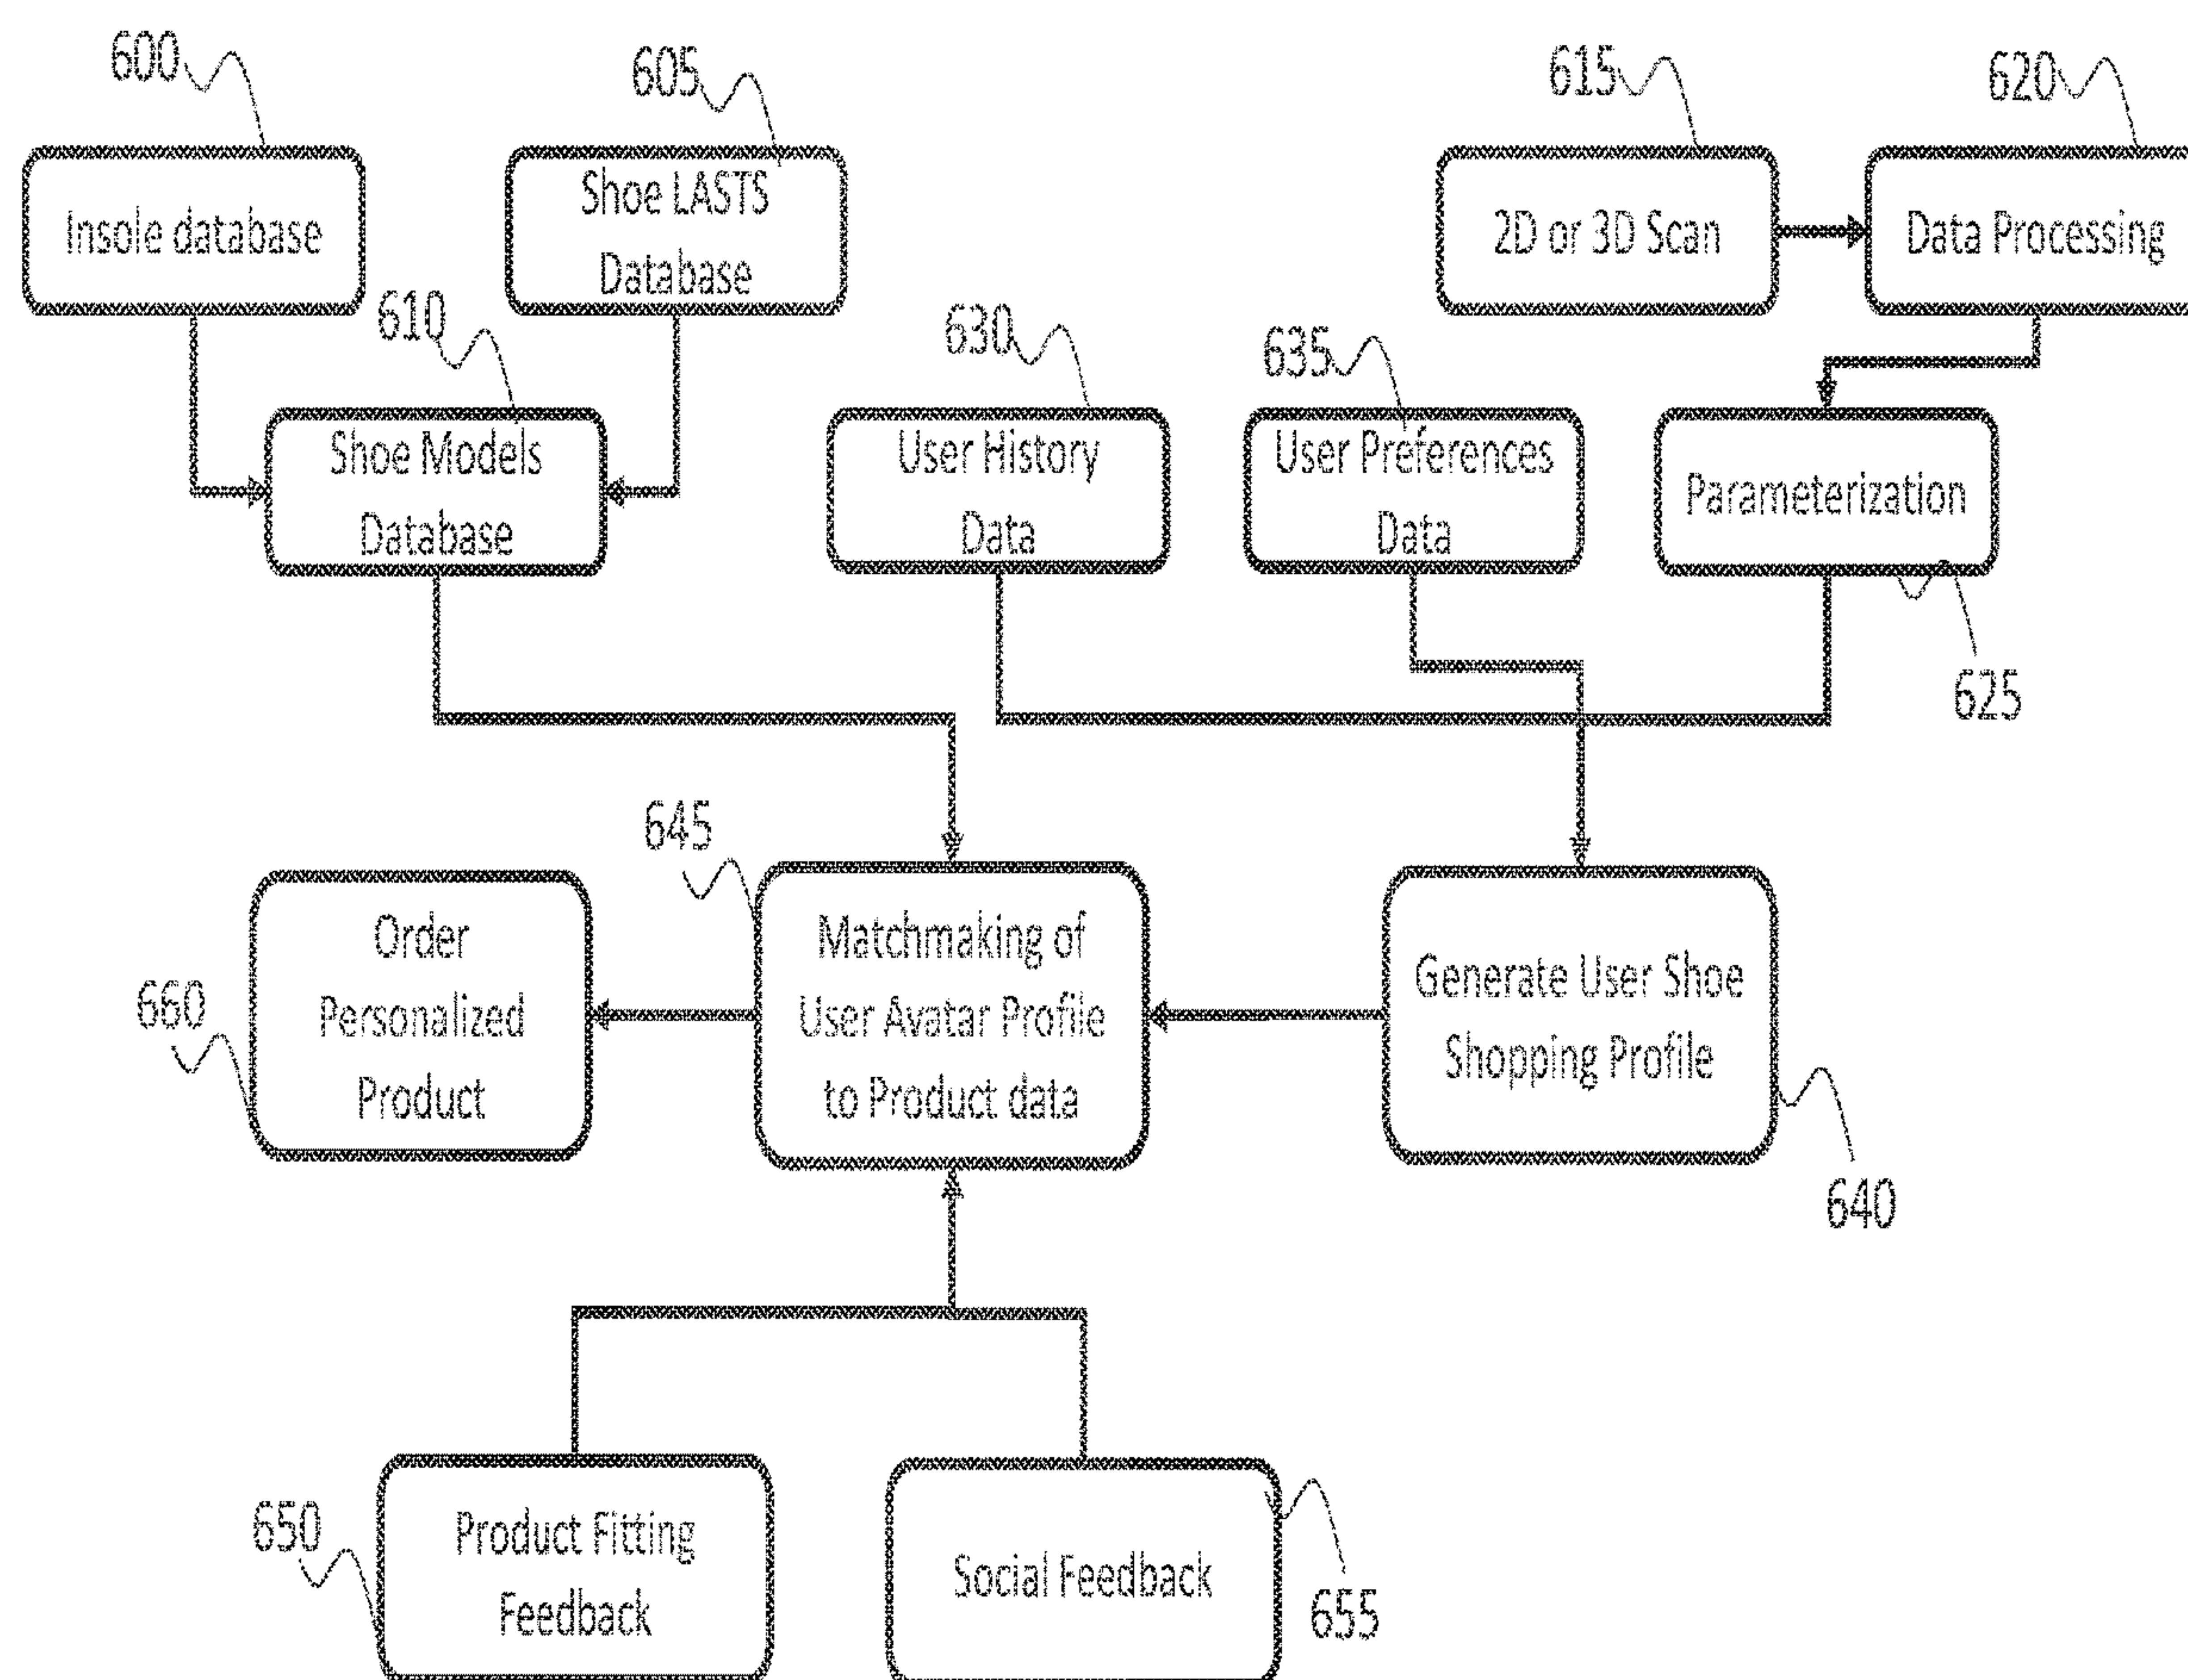 600
605
615
620
Insole database
Shoe LASTS
Database
2D or 3D Scan
Data Processing
610
630
635
Shoe Models
Database
User History
Data
User Preferences
Data
Parameterization
625
645
660
Order
Personalized
Product
Matchmaking of
User Avatar Profile
to Product data
Generate User Shoe
Shopping Profile
640
650
Product Fitting
Feedback
Social Feedback
655